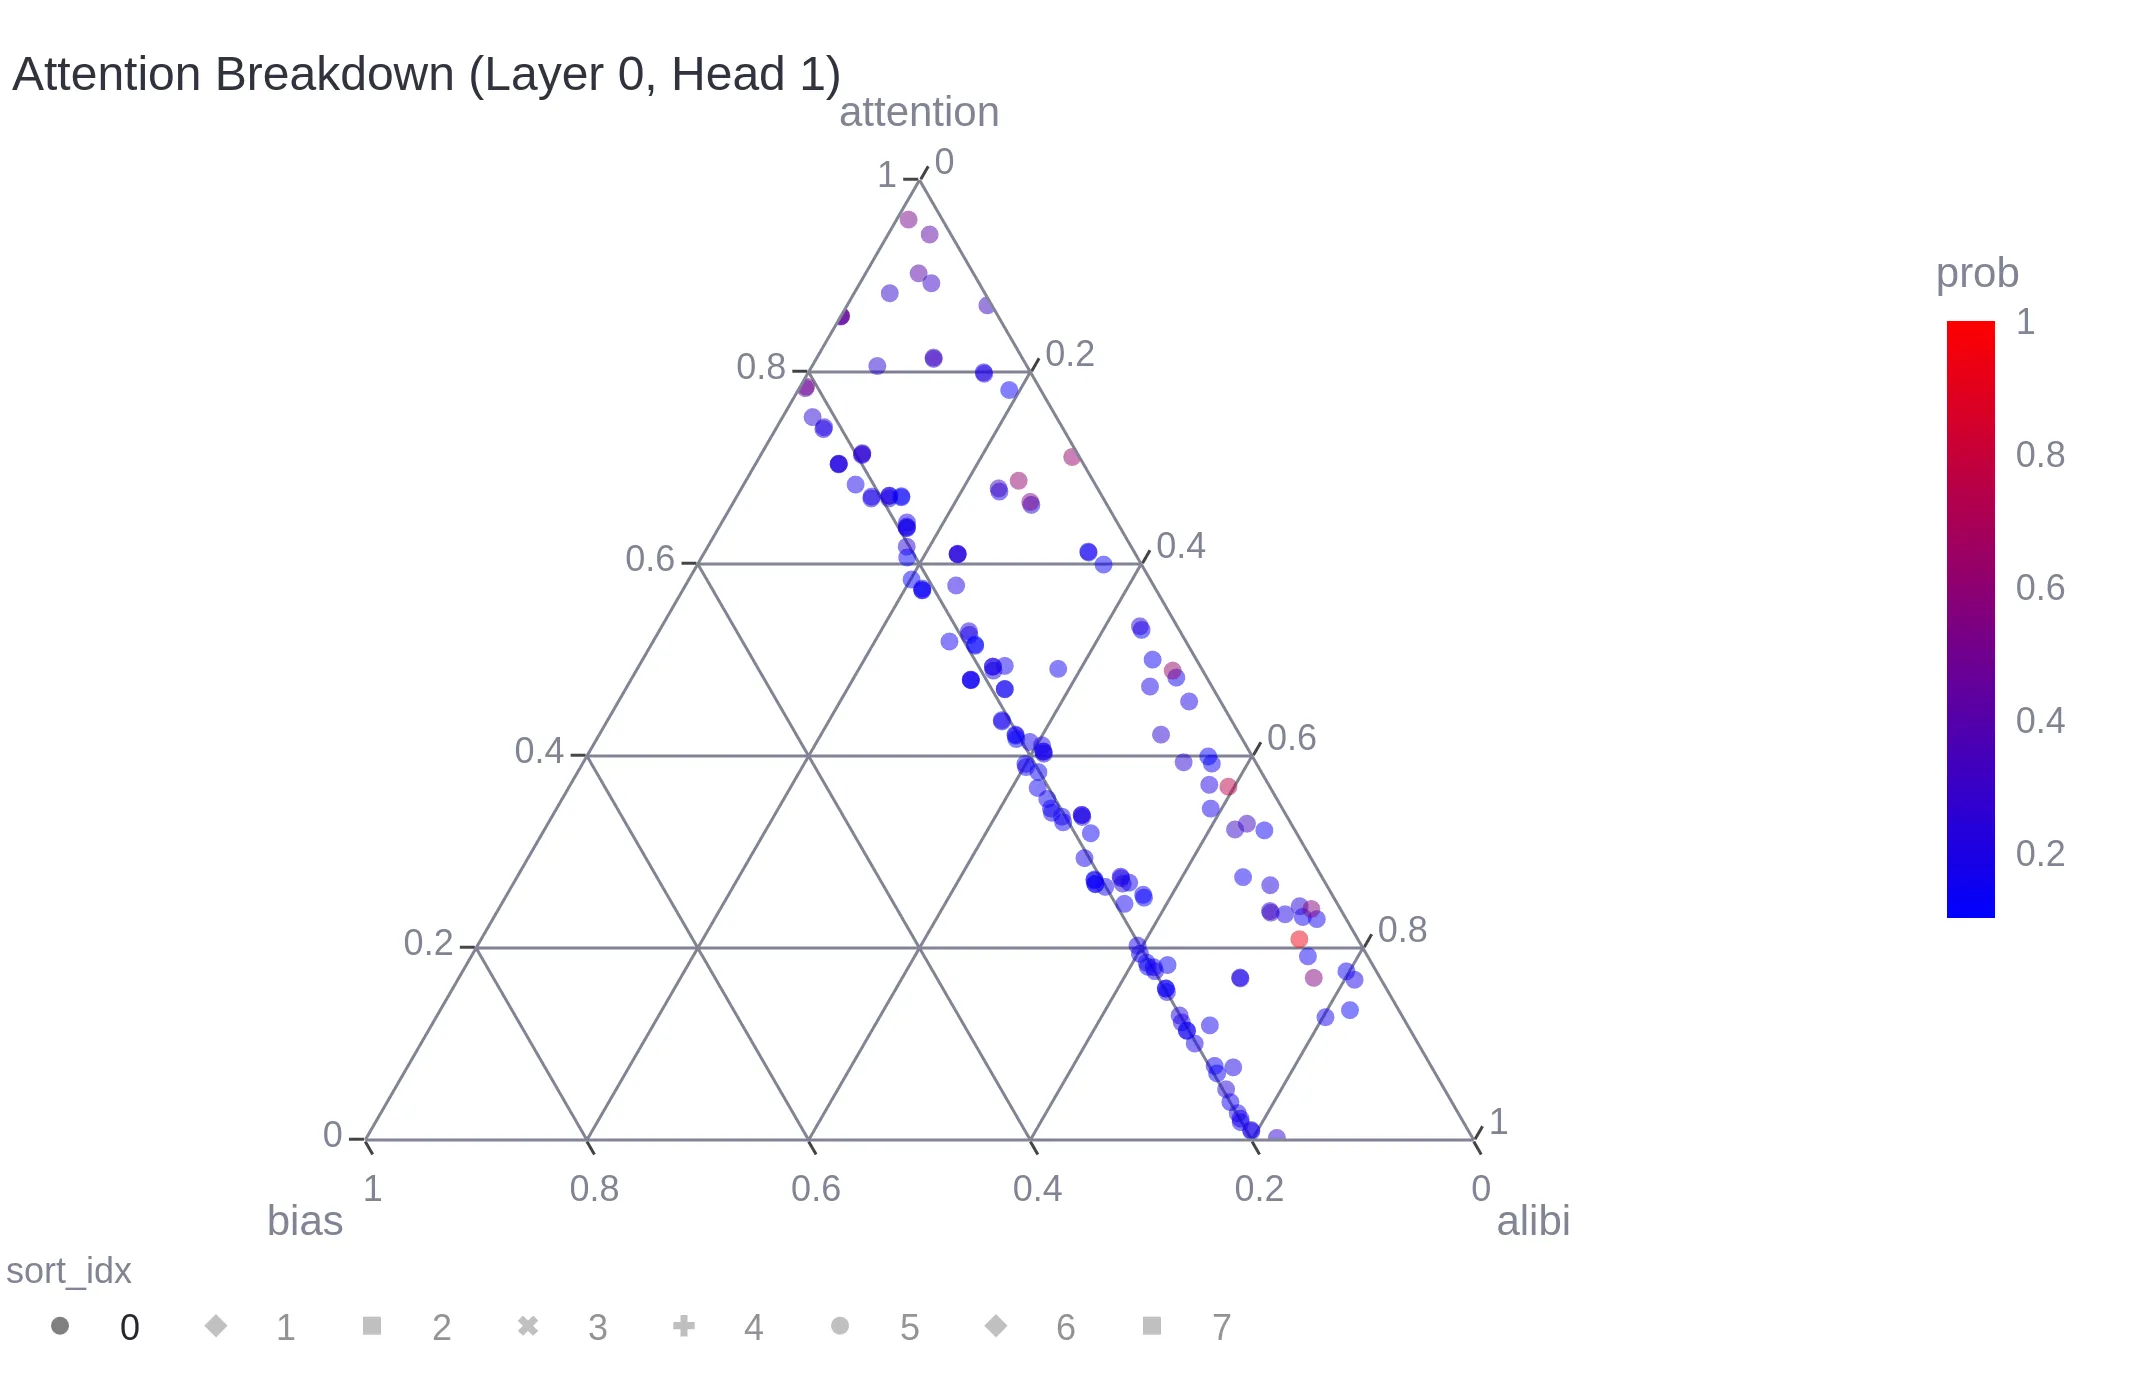 Attention Breakdown (Layer 0, Head 1)
attention
1 0
prob
1
0.8 0.2
0.8
0.6 0.4
0.6
0.4 0.6
0.4
0.2 0.8
0.2
0 1
1 0.8 0.6 0.4 0.2 0
bias alibi
sort_idx
0 1 2 3 4 5 6 7